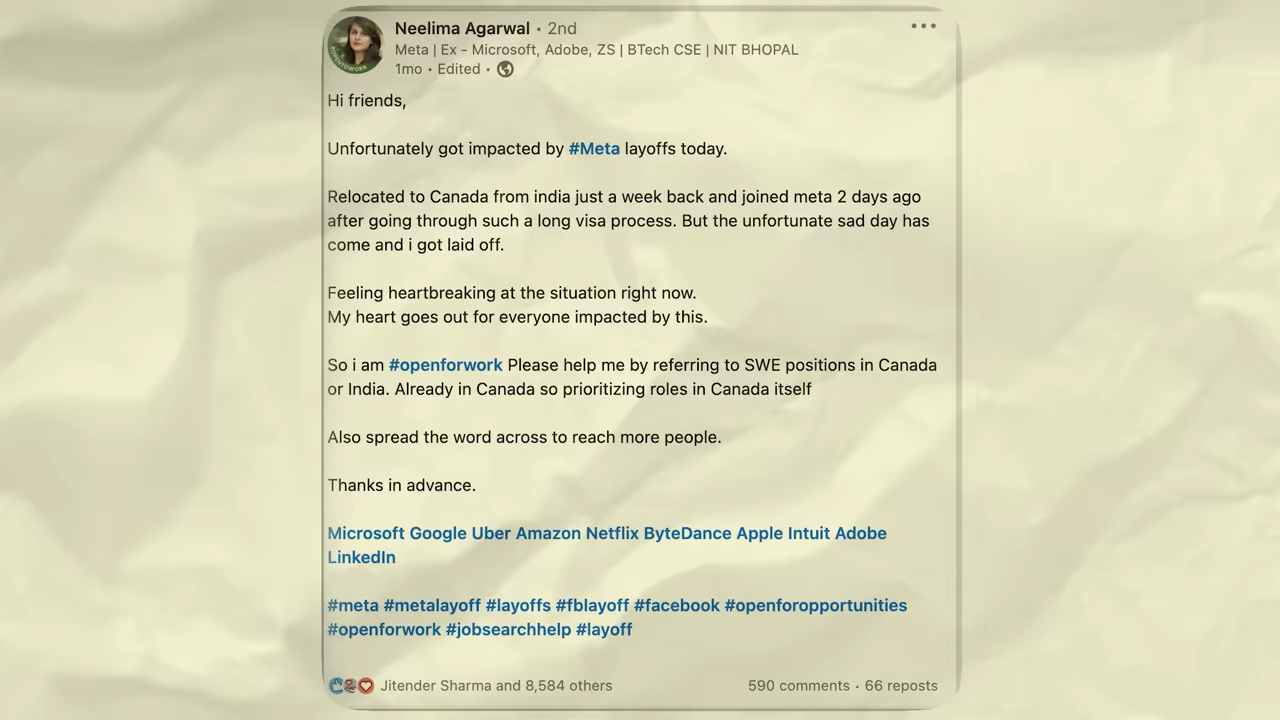 Neelima Agarwal • 2nd
Meta | Ex - Microsoft, Adobe, ZS | BTech CSE | NIT BHOPAL
1mo • Edited •
#OPENTOWORK
Hi friends,
Unfortunately got impacted by #Meta layoffs today.
Relocated to Canada from india just a week back and joined meta 2 days ago
after going through such a long visa process. But the unfortunate sad day has
come and i got laid off.
Feeling heartbreaking at the situation right now.
My heart goes out for everyone impacted by this.
So i am #openforwork Please help me by referring to SWE positions in Canada
or India. Already in Canada so prioritizing roles in Canada itself
Also spread the word across to reach more people.
Thanks in advance.
Microsoft Google Uber Amazon Netflix ByteDance Apple Intuit Adobe
LinkedIn
#meta #metalayoff #layoffs #fblayoff #facebook #openforopportunities
#openforwork #jobsearchhelp #layoff
Jitender Sharma and 8,584 others 590 comments • 66 reposts